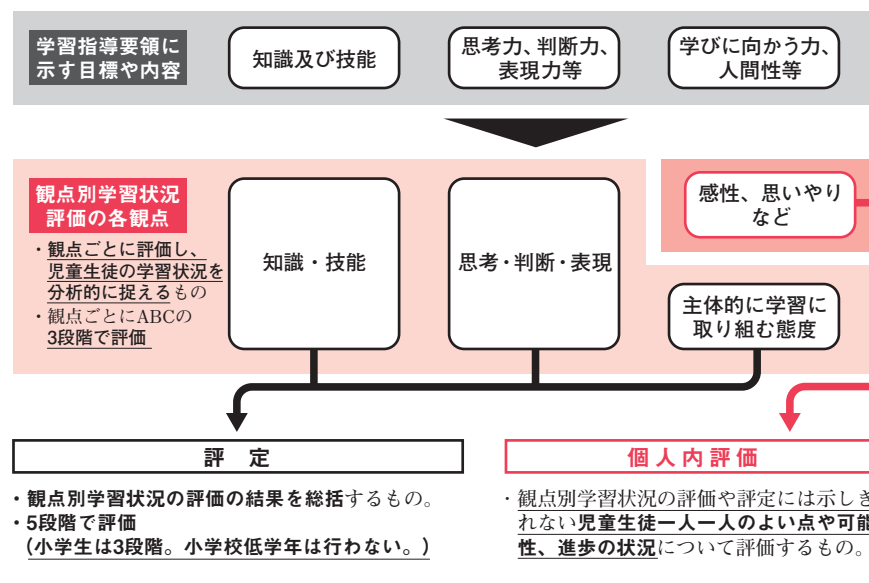 学習指導要領に
示す目標や内容
知識及び技能
思考力、判断力、
表現力等
学びに向かう力、
人間性等
観点別学習状況
評価の各観点
・観点ごとに評価し、
児童生徒の学習状況を
分析的に捉えるもの
・観点ごとにABCの
3段階で評価
知識・技能
思考・判断・表現
感性、思いやり
など
主体的に学習に
取り組む態度
評 定
・観点別学習状況の評価の結果を総括するもの。
・5段階で評価
(小学生は3段階。小学校低学年は行わない。)
個人内評価
・観点別学習状況の評価や評定には示しき
れない児童生徒一人一人のよい点や可能
性、進歩の状況について評価するもの。